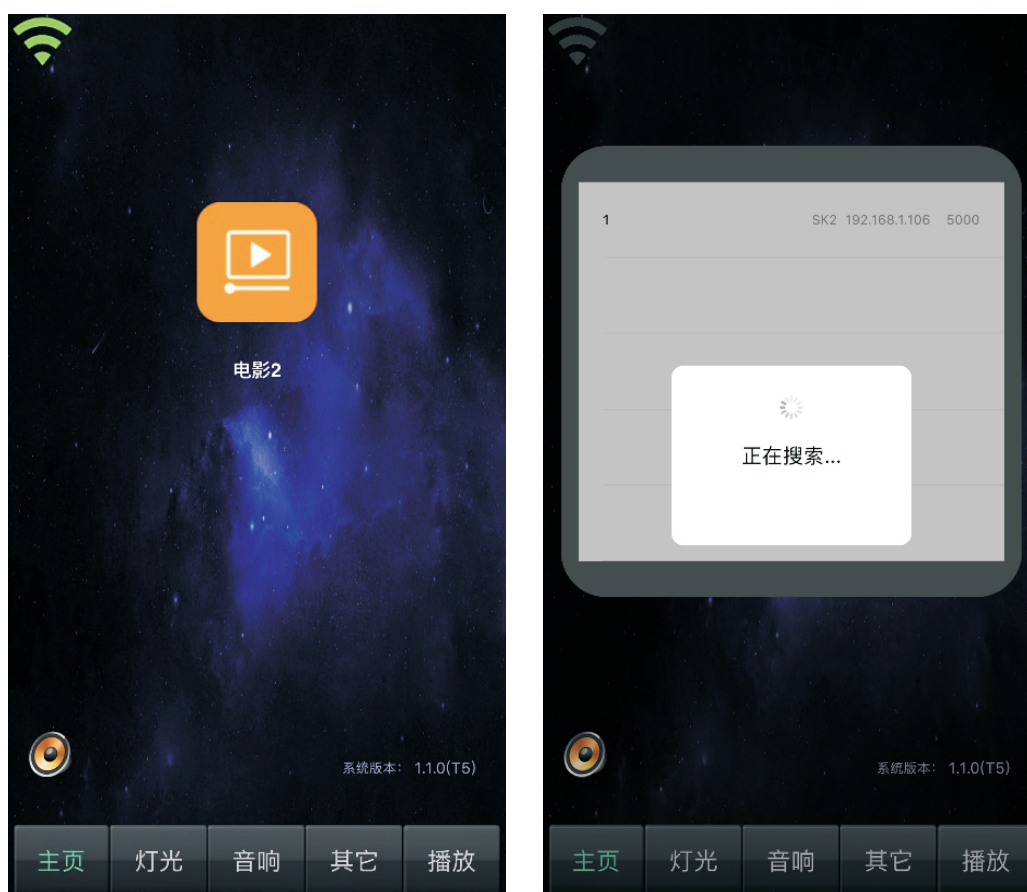 电影2
系统版本: 1.1.0(T5)
主页 灯光 音响 其它 播放
1 SK2 192.168.1.106 5000
正在搜索...
系统版本: 1.1.0(T5)
主页 灯光 音响 其它 播放